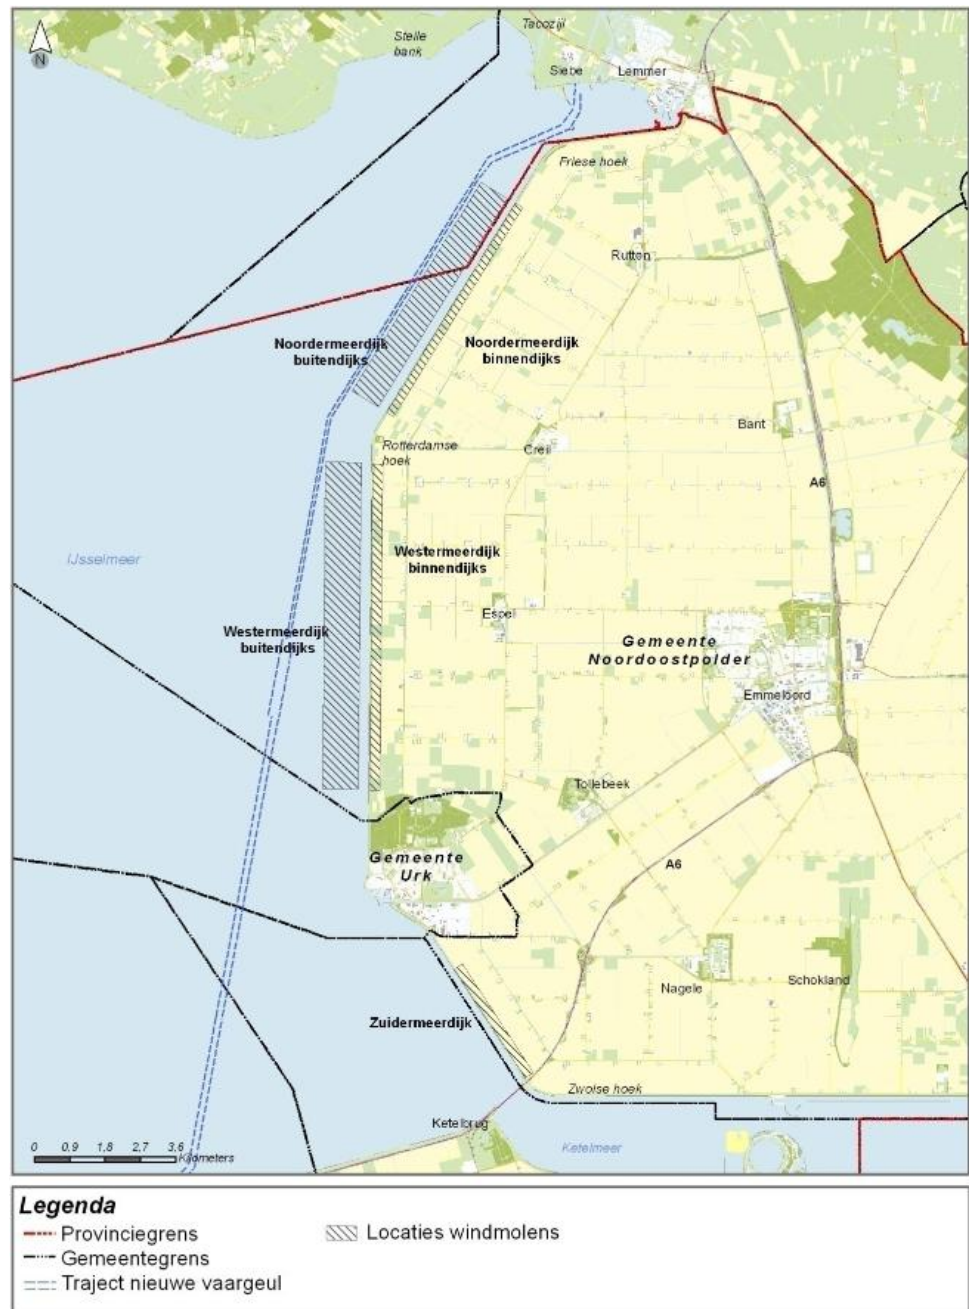 Tacozijl
Stelle
bank
N
Siebe
Lemmer
Friese hoek
Rutten
Noordermeerdijk
buitendijks
Noordermeerdijk
binnendijks
Bant
Rotterdamse
hoek
Creil
A6
IJsselmeer
Westermeerdijk
binnendijks
Espel
Westermeerdijk
buitendijks
Gemeente
Noordoostpolder
Emmeloord
Tollebeek
Gemeente
Urk
A6
Nagele
Schokland
Zuidermeerdijk
Zwolse hoek
Ketelbrug
Ketelmeer
0 0,9 1,8 2,7 3,6
Kilometers
Legenda
Provinciegrens
Locaties windmolens
Gemeentegrens
Traject nieuwe vaargeul